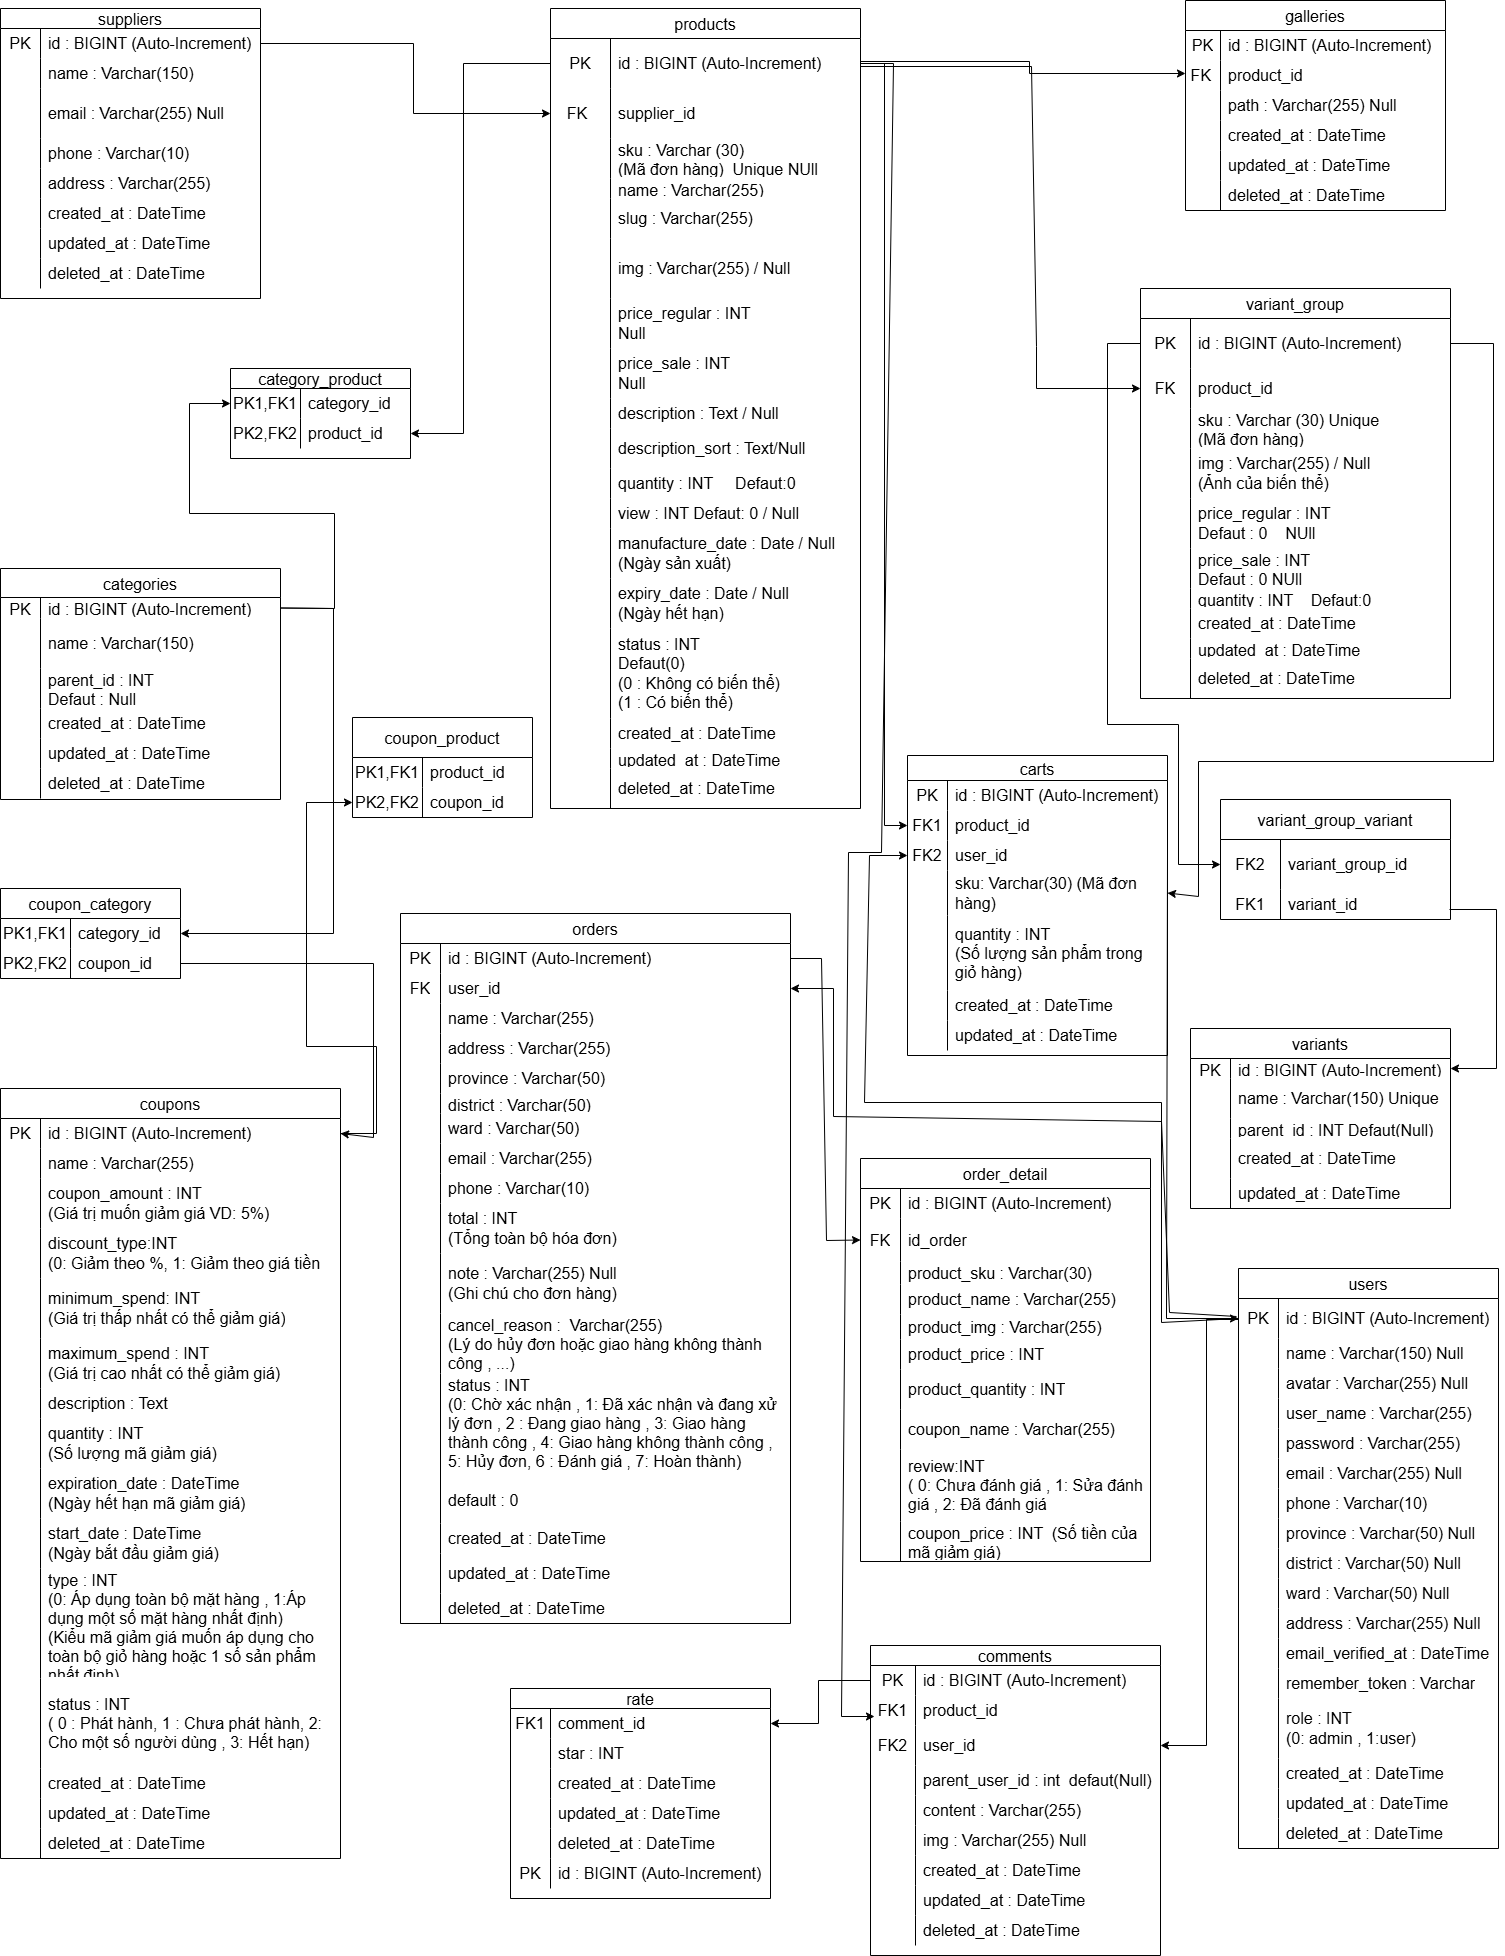 suppliers
PK id : BIGINT (Auto-Increment)
name : Varchar(150)
email : Varchar(255) Null
phone : Varchar(10)
address : Varchar(255)
created_at : DateTime
updated_at : DateTime
deleted_at : DateTime
products
PK id : BIGINT (Auto-Increment)
FK supplier_id
sku : Varchar (30)
(Mã đơn hàng) Unique NUll
name : Varchar(255)
slug : Varchar(255)
img : Varchar(255) / Null
price_regular : INT
Null
price_sale : INT
Null
description : Text / Null
description_sort : Text/Null
quantity : INT Defaut:0
view : INT Defaut: 0 / Null
manufacture_date : Date / Null
(Ngày sản xuất)
expiry_date : Date / Null
(Ngày hết hạn)
status : INT
Defaut(0)
(0 : Không có biến thể)
(1 : Có biến thể)
created_at : DateTime
updated_at : DateTime
deleted_at : DateTime
galleries
PK id : BIGINT (Auto-Increment)
FK product_id
path : Varchar(255) Null
created_at : DateTime
updated_at : DateTime
deleted_at : DateTime
variant_group
PK id : BIGINT (Auto-Increment)
FK product_id
sku : Varchar (30) Unique
(Mã đơn hàng)
img : Varchar(255) / Null
(Ảnh của biến thể)
price_regular : INT
Defaut : 0 NUll
price_sale : INT
Defaut : 0 NUll
quantity : INT Defaut:0
created_at : DateTime
updated_at : DateTime
deleted_at : DateTime
category_product
PK1,FK1 category_id
PK2,FK2 product_id
categories
PK id : BIGINT (Auto-Increment)
name : Varchar(150)
parent_id : INT
Defaut : Null
created_at : DateTime
updated_at : DateTime
deleted_at : DateTime
coupon_product
PK1,FK1 product_id
PK2,FK2 coupon_id
carts
PK id : BIGINT (Auto-Increment)
FK1 product_id
FK2 user_id
sku: Varchar(30) (Mã đơn
hàng)
quantity : INT
(Số lượng sản phẩm trong
giỏ hàng)
created_at : DateTime
updated_at : DateTime
variant_group_variant
FK2 variant_group_id
FK1 variant_id
coupon_category
PK1,FK1 category_id
PK2,FK2 coupon_id
orders
PK id : BIGINT (Auto-Increment)
FK user_id
name : Varchar(255)
address : Varchar(255)
province : Varchar(50)
district : Varchar(50)
ward : Varchar(50)
email : Varchar(255)
phone : Varchar(10)
total : INT
(Tổng toàn bộ hóa đơn)
note : Varchar(255) Null
(Ghi chú cho đơn hàng)
cancel_reason : Varchar(255)
(Lý do hủy đơn hoặc giao hàng không thành
công , ...)
status : INT
(0: Chờ xác nhận , 1: Đã xác nhận và đang xử
lý đơn , 2 : Đang giao hàng , 3: Giao hàng
thành công , 4: Giao hàng không thành công ,
5: Hủy đơn, 6 : Đánh giá , 7: Hoàn thành)
default : 0
created_at : DateTime
updated_at : DateTime
deleted_at : DateTime
variants
PK id : BIGINT (Auto-Increment)
name : Varchar(150) Unique
parent_id : INT Defaut(Null)
created_at : DateTime
updated_at : DateTime
coupons
PK id : BIGINT (Auto-Increment)
name : Varchar(255)
coupon_amount : INT
(Giá trị muốn giảm giá VD: 5%)
discount_type:INT
(0: Giảm theo %, 1: Giảm theo giá tiền
minimum_spend: INT
(Giá trị thấp nhất có thể giảm giá)
maximum_spend : INT
(Giá trị cao nhất có thể giảm giá)
description : Text
quantity : INT
(Số lượng mã giảm giá)
expiration_date : DateTime
(Ngày hết hạn mã giảm giá)
start_date : DateTime
(Ngày bắt đầu giảm giá)
type : INT
(0: Áp dụng toàn bộ mặt hàng , 1:Áp
dụng một số mặt hàng nhất định)
(Kiểu mã giảm giá muốn áp dụng cho
toàn bộ giỏ hàng hoặc 1 số sản phẩm
nhất định)
status : INT
( 0 : Phát hành, 1 : Chưa phát hành, 2:
Cho một số người dùng , 3: Hết hạn)
created_at : DateTime
updated_at : DateTime
deleted_at : DateTime
order_detail
PK id : BIGINT (Auto-Increment)
FK id_order
product_sku : Varchar(30)
product_name : Varchar(255)
product_img : Varchar(255)
product_price : INT
product_quantity : INT
coupon_name : Varchar(255)
review:INT
( 0: Chưa đánh giá , 1: Sửa đánh
giá , 2: Đã đánh giá
coupon_price : INT (Số tiền của
mã giảm giá)
users
PK id : BIGINT (Auto-Increment)
name : Varchar(150) Null
avatar : Varchar(255) Null
user_name : Varchar(255)
password : Varchar(255)
email : Varchar(255) Null
phone : Varchar(10)
province : Varchar(50) Null
district : Varchar(50) Null
ward : Varchar(50) Null
address : Varchar(255) Null
email_verified_at : DateTime
remember_token : Varchar
role : INT
(0: admin , 1:user)
created_at : DateTime
updated_at : DateTime
deleted_at : DateTime
rate
FK1 comment_id
star : INT
created_at : DateTime
updated_at : DateTime
deleted_at : DateTime
PK id : BIGINT (Auto-Increment)
comments
PK id : BIGINT (Auto-Increment)
FK1 product_id
FK2 user_id
parent_user_id : int defaut(Null)
content : Varchar(255)
img : Varchar(255) Null
created_at : DateTime
updated_at : DateTime
deleted_at : DateTime